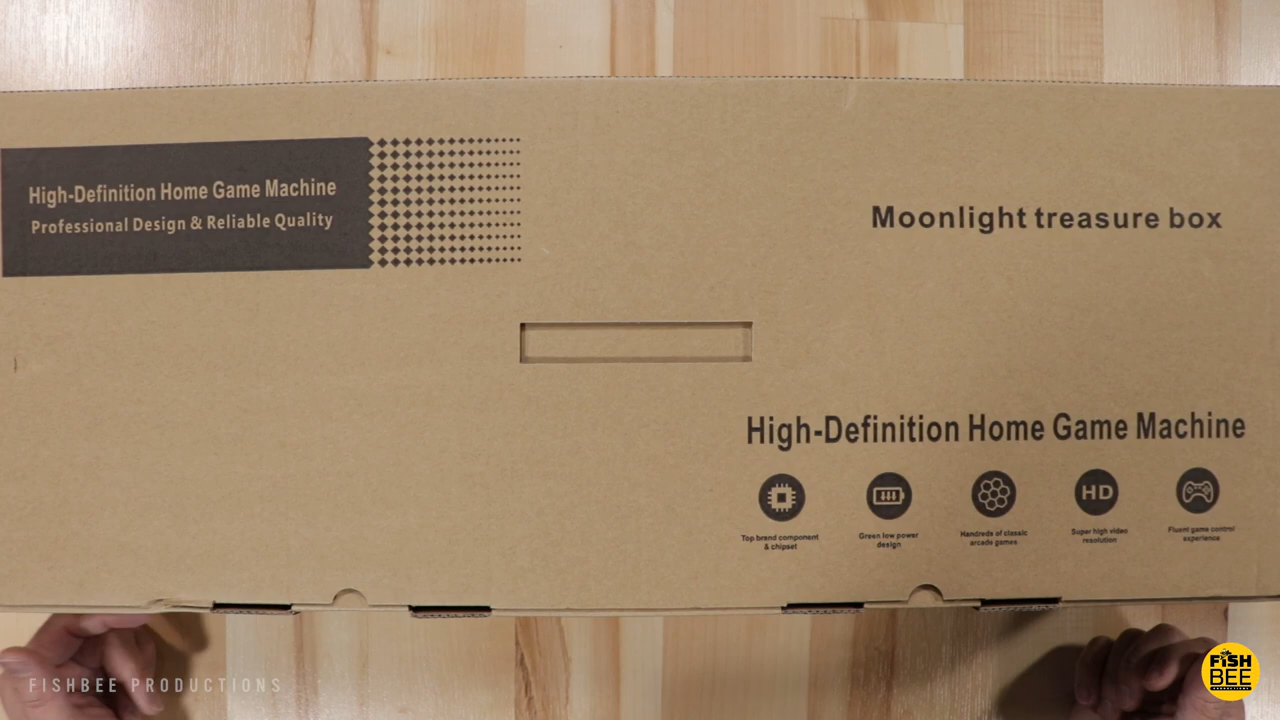 High-Definition Home Game Machine
Professional Design & Reliable Quality
Moonlight treasure box
High-Definition Home Game Machine
HD
Top brand component
& chipset
Green low power
design
Handreds of classic
arcade games
Super high video
resolution
Fluent game control
experience
FISHBEE PRODUCTIONS
FISH
BEE
PRODUCTIONS